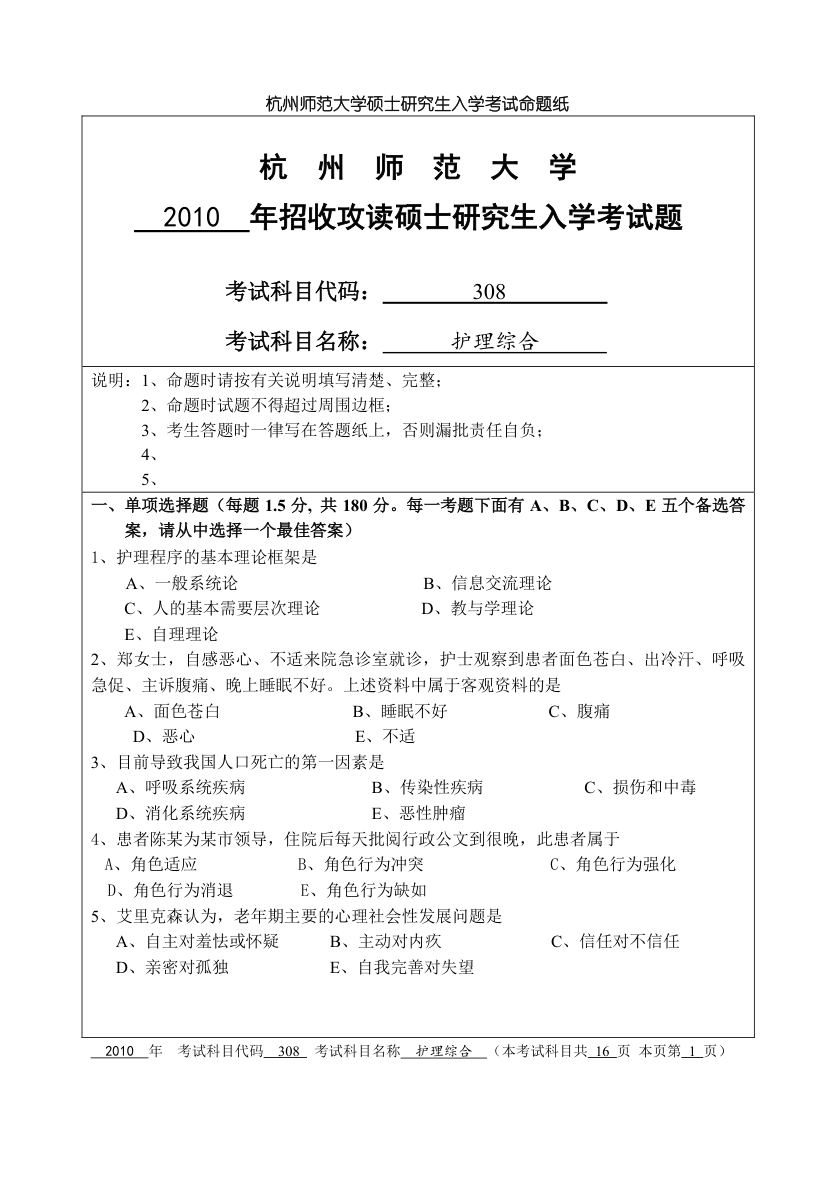 杭州师范大学硕士研究生入学考试命题纸
杭 州 师 范 大 学
2010 年招收攻读硕士研究生入学考试题
考试科目代码： 308
考试科目名称： 护理综合
说明：1、命题时请按有关说明填写清楚、完整；
2、命题时试题不得超过周围边框；
3、考生答题时一律写在答题纸上，否则漏批责任自负；
4、
5、
一、单项选择题（每题 1.5 分, 共 180 分。每一考题下面有 A、B、C、D、E 五个备选答
案，请从中选择一个最佳答案）
1、护理程序的基本理论框架是
A、一般系统论 B、信息交流理论
C、人的基本需要层次理论 D、教与学理论
E、自理理论
2、郑女士，自感恶心、不适来院急诊室就诊，护士观察到患者面色苍白、出冷汗、呼吸
急促、主诉腹痛、晚上睡眠不好。上述资料中属于客观资料的是
A、面色苍白 B、睡眠不好 C、腹痛
D、恶心 E、不适
3、目前导致我国人口死亡的第一因素是
A、呼吸系统疾病 B、传染性疾病 C、损伤和中毒
D、消化系统疾病 E、恶性肿瘤
4、患者陈某为某市领导，住院后每天批阅行政公文到很晚，此患者属于
A、角色适应 B、角色行为冲突 C、角色行为强化
D、角色行为消退 E、角色行为缺如
5、艾里克森认为，老年期主要的心理社会性发展问题是
A、自主对羞怯或怀疑 B、主动对内疚 C、信任对不信任
D、亲密对孤独 E、自我完善对失望
2010 年 考试科目代码 308 考试科目名称 护理综合 （本考试科目共 16 页 本页第 1 页）